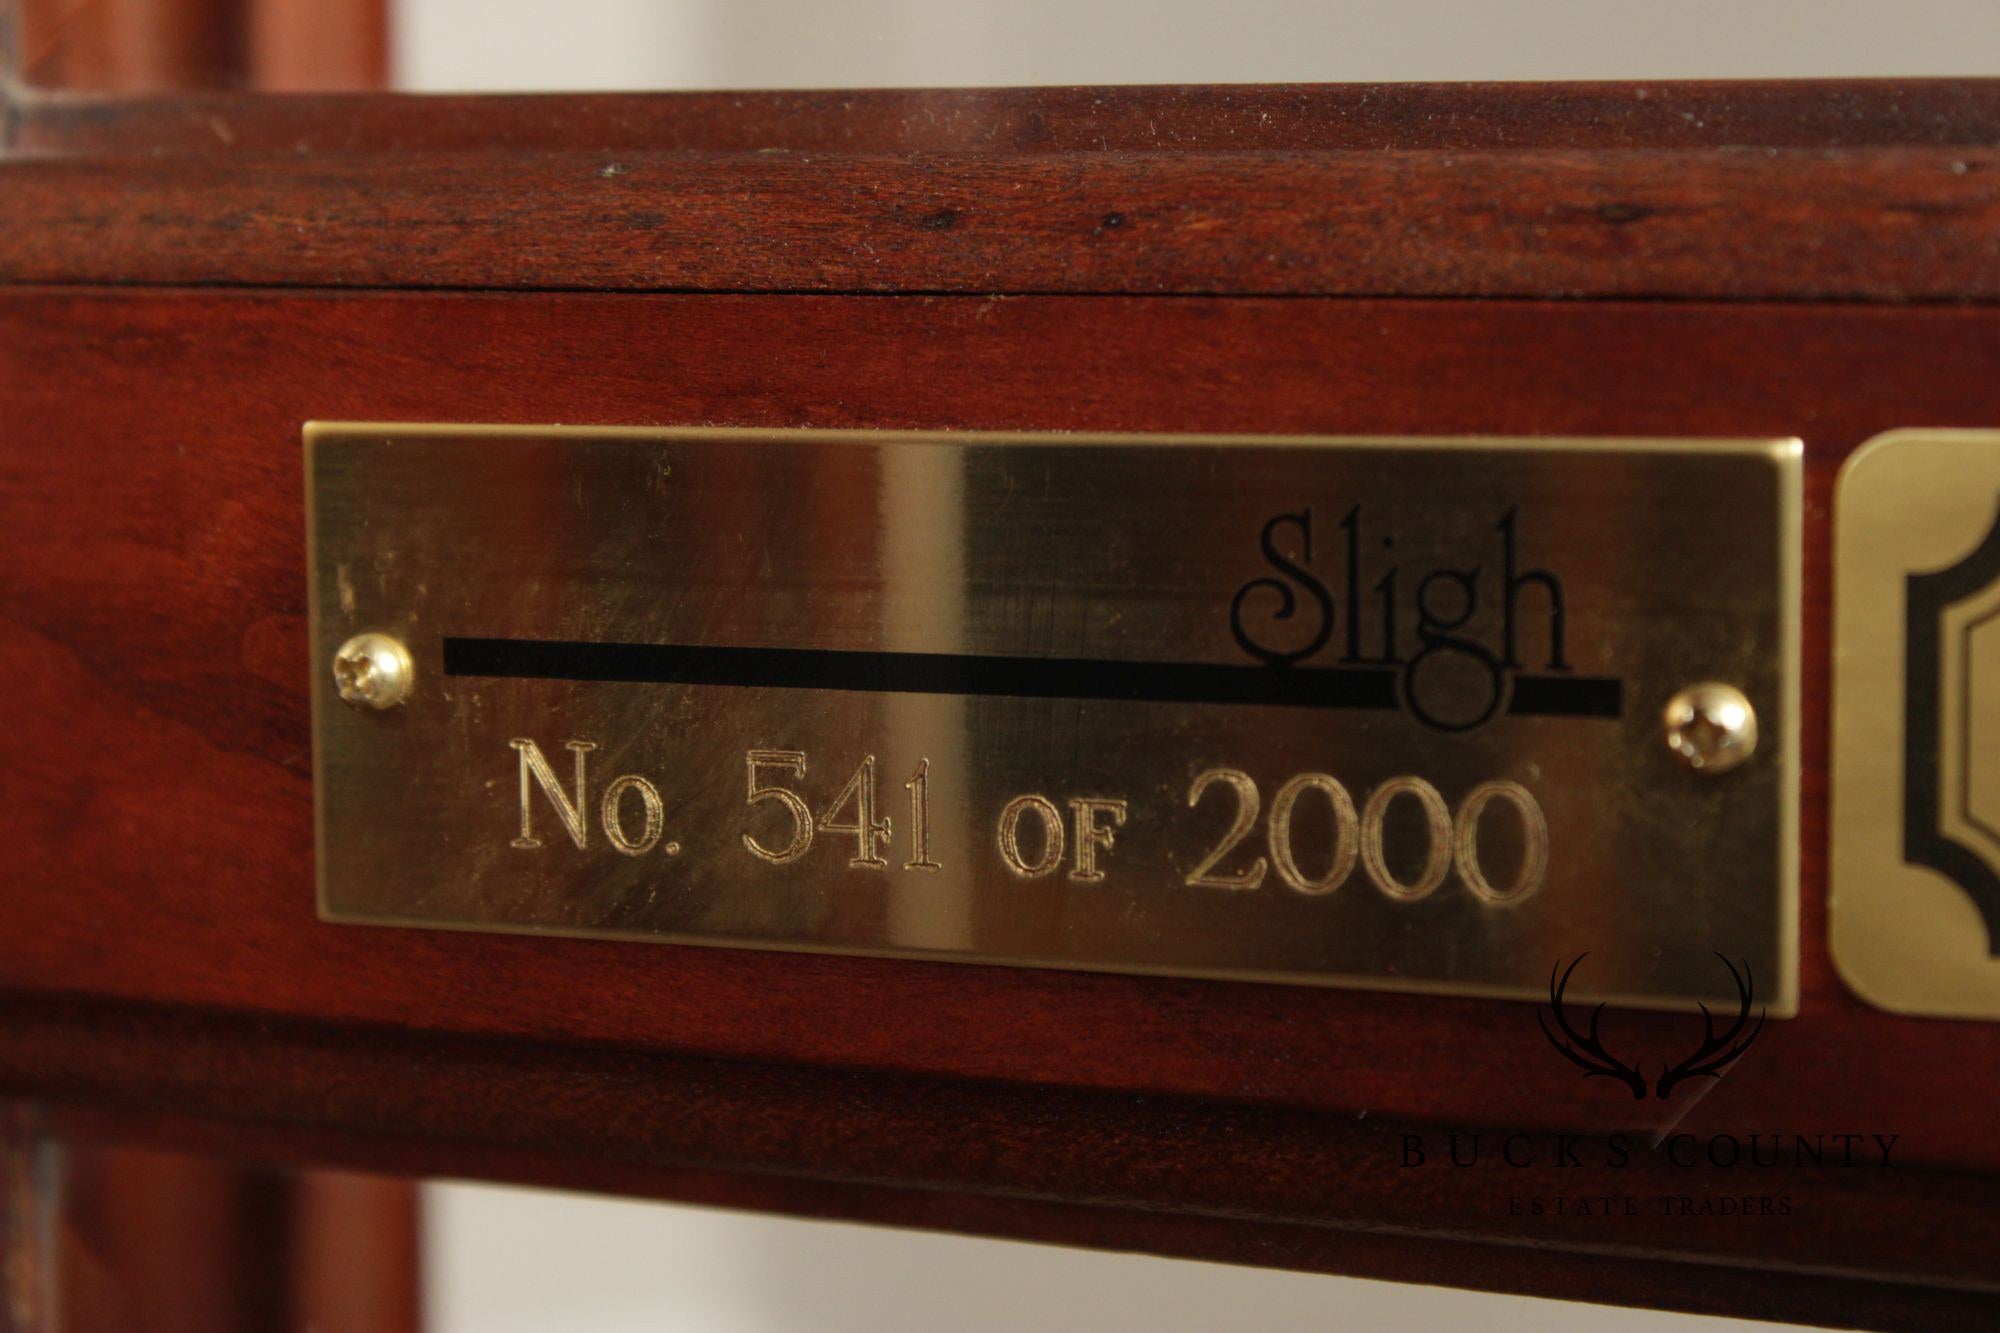 Sligh
No. 541 OF 2000
BUCKS COUNTY
ESTATE TRADERS